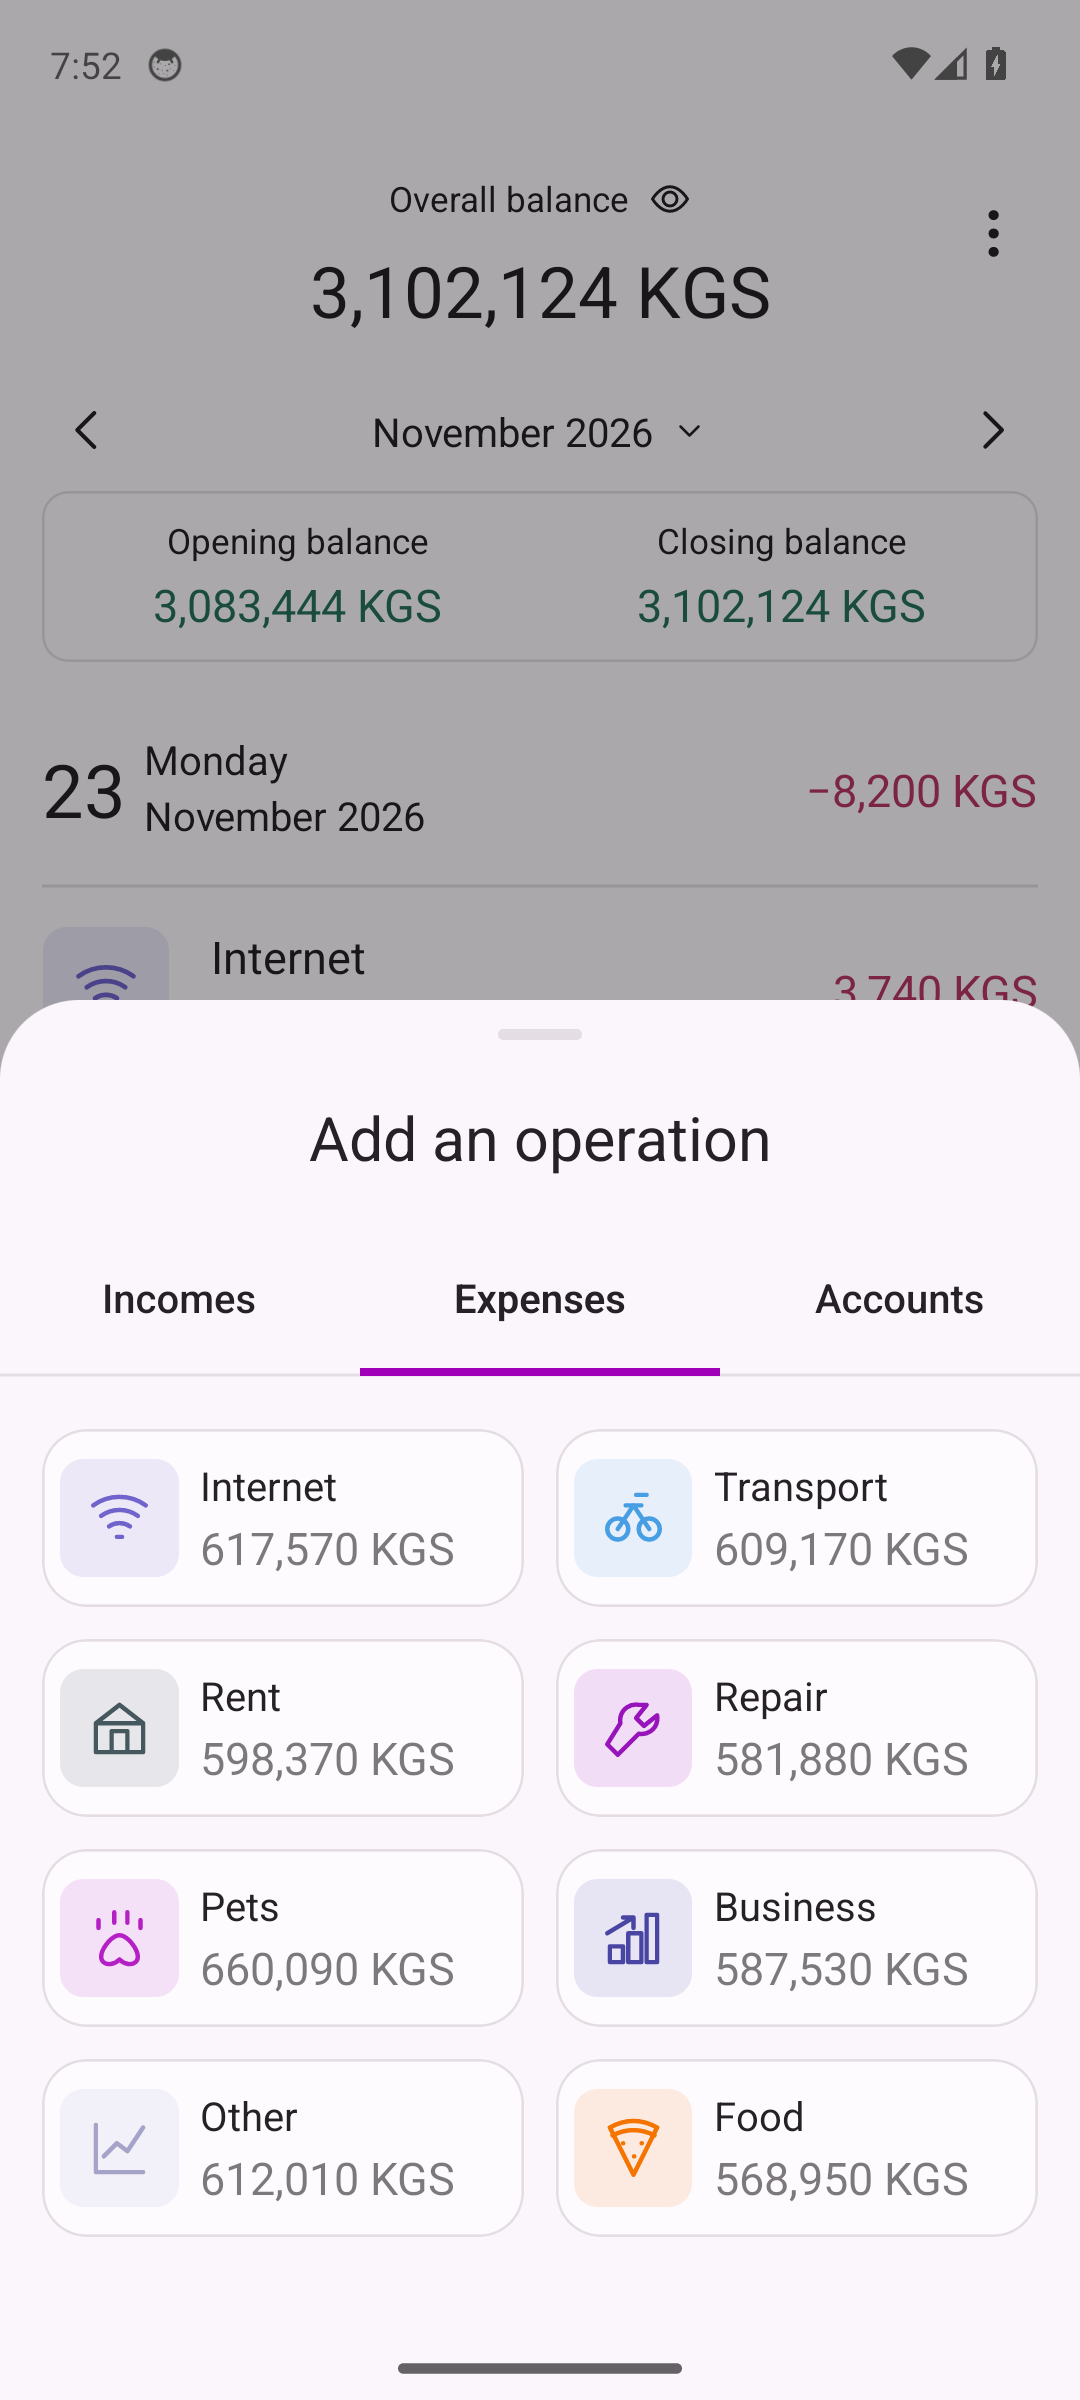 7:52
Overall balance
3,102,124 KGS
November 2026
Opening balance
Closing balance
3,083,444 KGS
3,102,124 KGS
23
Monday
November 2026
−8,200 KGS
Internet
3,740 KGS
Add an operation
Incomes
Expenses
Accounts
Internet
617,570 KGS
Transport
609,170 KGS
Rent
598,370 KGS
Repair
581,880 KGS
Pets
660,090 KGS
Business
587,530 KGS
Other
612,010 KGS
Food
568,950 KGS